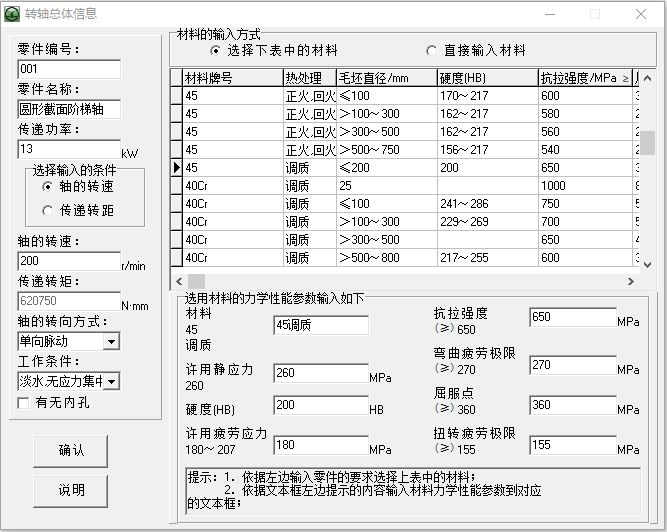 转轴总体信息
零件编号：
001
零件名称：
圆形截面阶梯轴
传递功率：
13
kW
选择输入的条件
轴的转速
传递转距
轴的转速：
200
r/min
传递转矩：
620750
N·mm
轴的转向方式：
单向脉动
工作条件：
淡水,无应力集中
有无内孔
确认
说明
材料的输入方式
选择下表中的材料 直接输入材料
材料牌号 热处理 毛坯直径/mm 硬度(HB) 抗拉强度/MPa ≥
45 正火,回火 ≤100 170～217 600
45 正火,回火 >100～300 162～217 580
45 正火,回火 >300～500 162～217 560
45 正火,回火 >500～750 156～217 540
45 调质 ≤200 200 650
40Cr 调质 25 1000
40Cr 调质 ≤100 241～286 750
40Cr 调质 >100～300 229～269 700
40Cr 调质 >300～500 650
40Cr 调质 >500～800 217～255 600
选用材料的力学性能参数输入如下
材料
45
调质
45\调质
许用静应力
260
260
MPa
硬度(HB)
200
HB
许用疲劳应力
180～207
180
MPa
抗拉强度
(≥)650
650
MPa
弯曲疲劳极限
(≥)270
270
MPa
屈服点
(≥)360
360
MPa
扭转疲劳极限
(≥)155
155
MPa
提示：1. 依据左边输入零件的要求选择上表中的材料；
2. 依据文本框左边提示的内容输入材料力学性能参数到对应
的文本框；